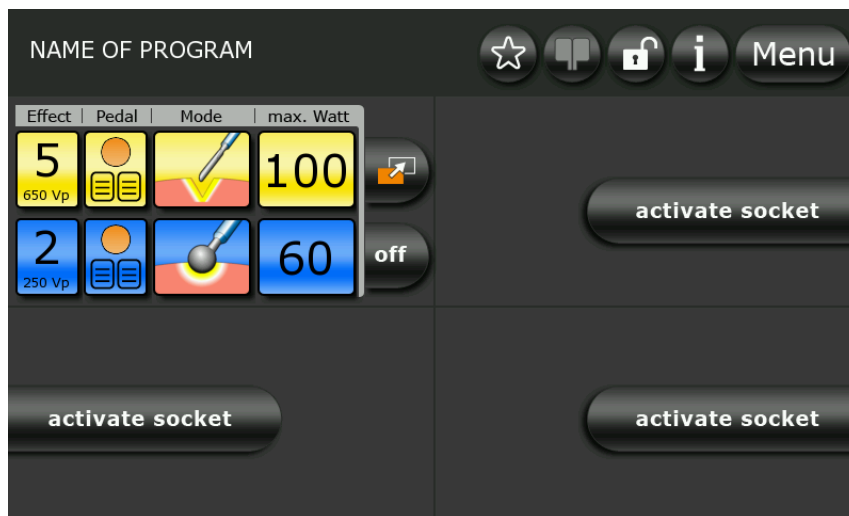 NAME OF PROGRAM
i
Menu
Effect | Pedal | Mode | max. Watt
5
650 Vp
100
2
250 Vp
60
off
activate socket
activate socket
activate socket